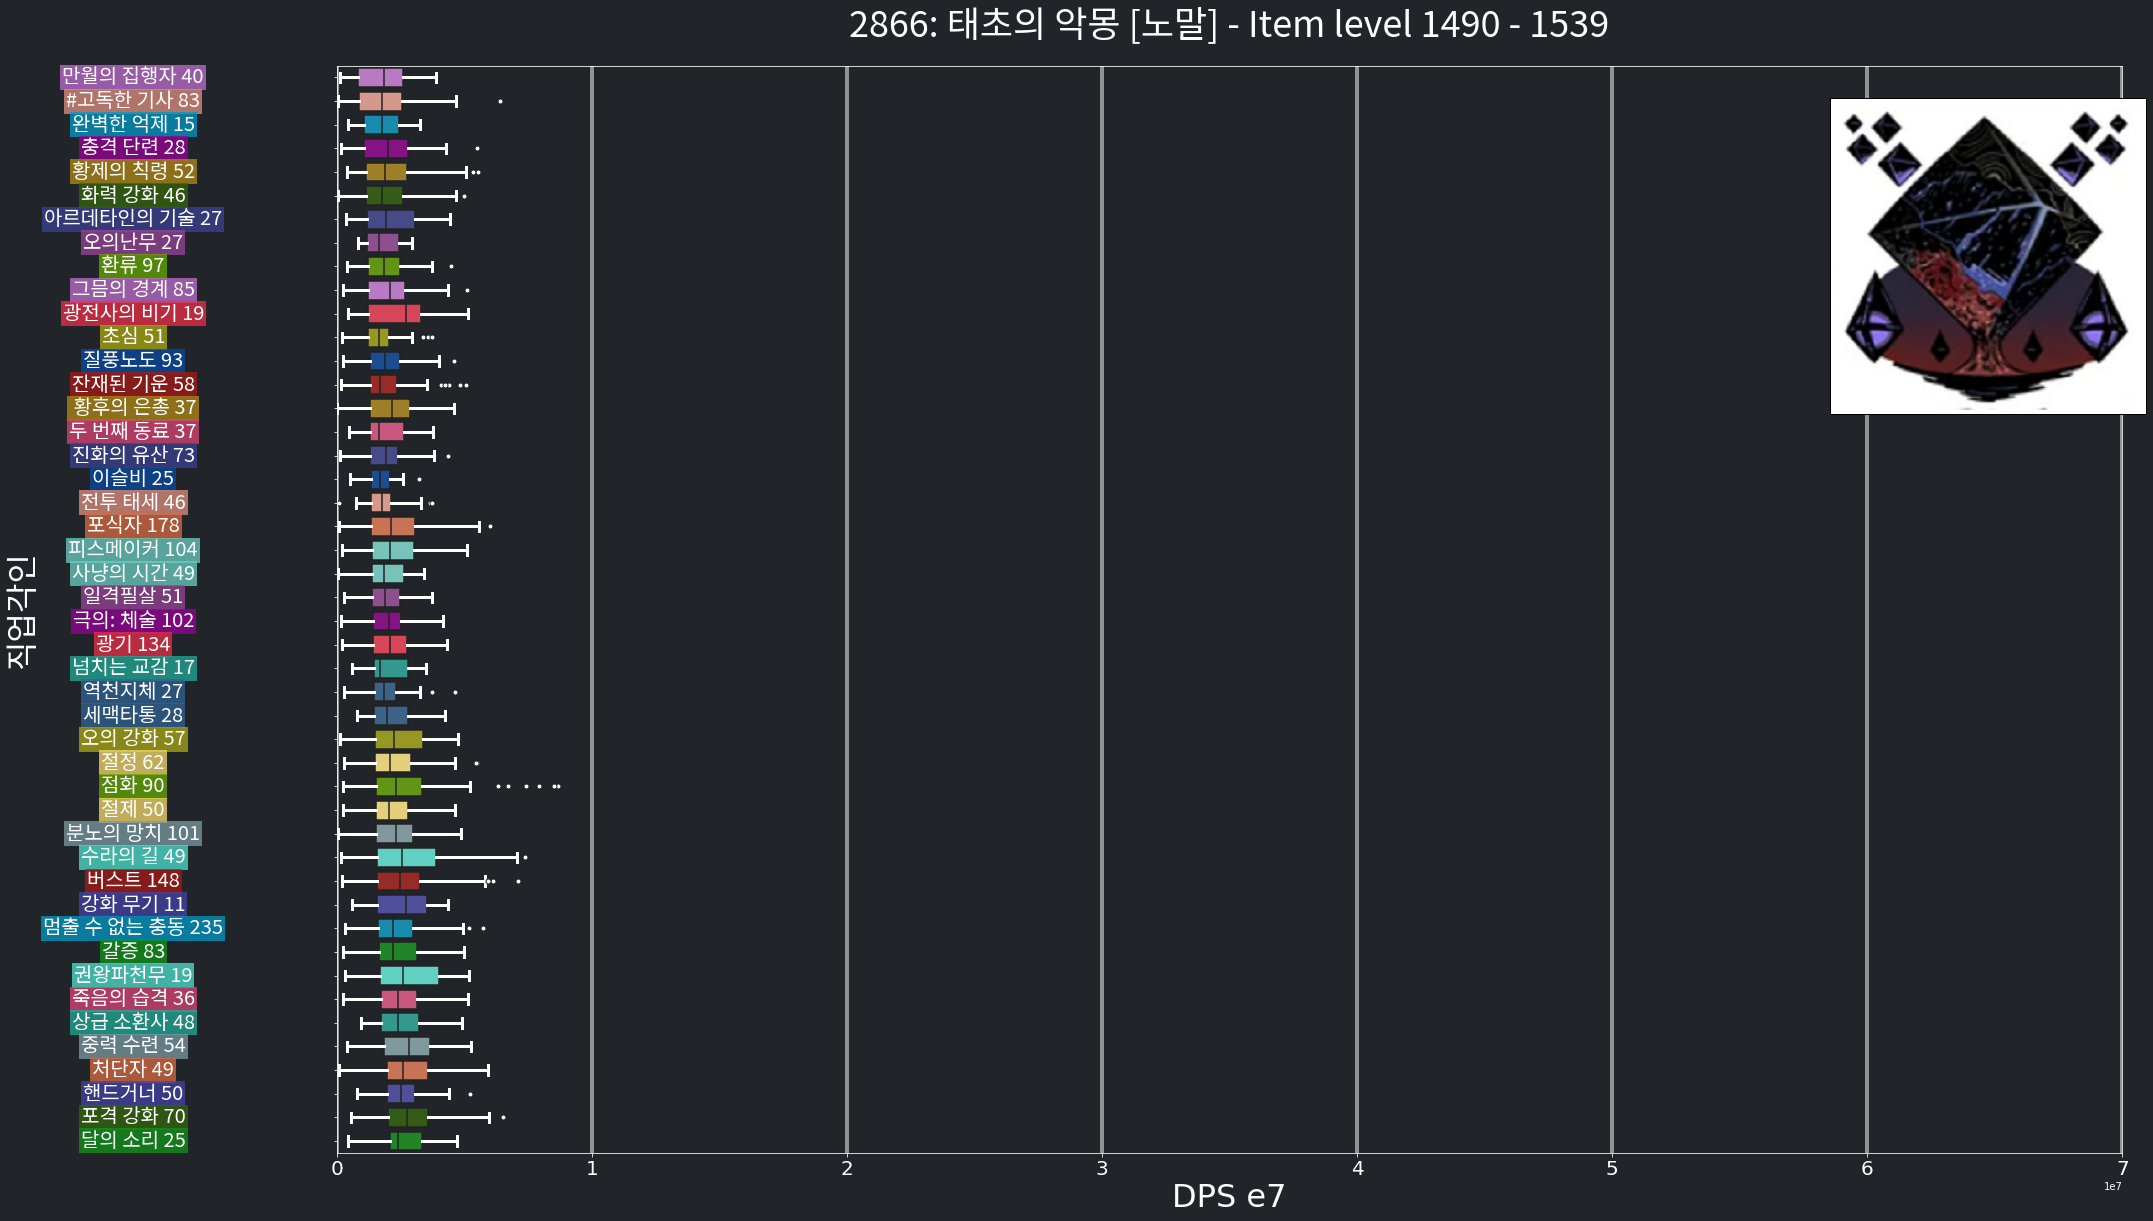 2866: 태초의 악몽 [노말] - Item level 1490 - 1539
만월의 집행자 40
#고독한 기사 83
완벽한 억제 15
충격 단련 28
황제의 칙령 52
화력 강화 46
아르데타인의 기술 27
오의난무 27
환류 97
그믐의 경계 85
광전사의 비기 19
초심 51
질풍노도 93
잔재된 기운 58
황후의 은총 37
두 번째 동료 37
진화의 유산 73
이슬비 25
전투 태세 46
포식자 178
피스메이커 104
사냥의 시간 49
일격필살 51
극의: 체술 102
광기 134
넘치는 교감 17
역천지체 27
세맥타통 28
오의 강화 57
절정 62
점화 90
절제 50
분노의 망치 101
수라의 길 49
버스트 148
강화 무기 11
멈출 수 없는 충동 235
갈증 83
권왕파천무 19
죽음의 습격 36
상급 소환사 48
중력 수련 54
처단자 49
핸드거너 50
포격 강화 70
달의 소리 25
직업각인
0 1 2 3 4 5 6 7
1e7
DPS e7